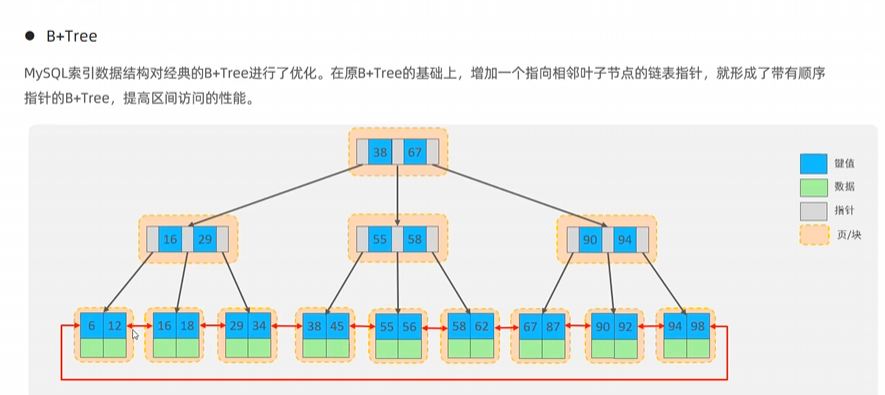 ● B+Tree
MySQL索引数据结构对经典的B+Tree进行了优化。在原B+Tree的基础上，增加一个指向相邻叶子节点的链表指针，就形成了带有顺序
指针的B+Tree，提高区间访问的性能。
38 67
键值
数据
指针
页/块
16 29
55 58
90 94
6 12 16 18 29 34 38 45 55 56 58 62 67 87 90 92 94 98